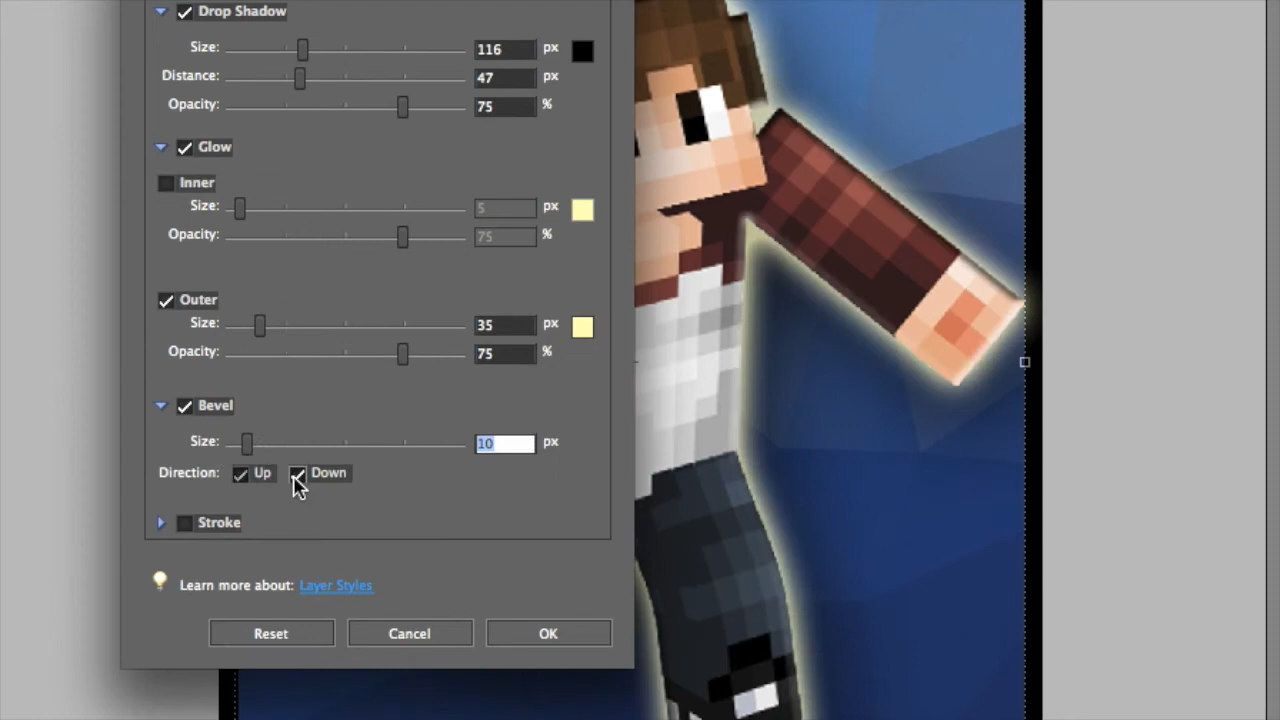 Drop Shadow
Size: 116 px
Distance: 47 px
Opacity: 75 %
Glow
Inner
Size: 5 px
Opacity: 75 %
Outer
Size: 35 px
Opacity: 75 %
Bevel
Size: 10 px
Direction: Up Down
Stroke
Learn more about: Layer Styles
Reset Cancel OK